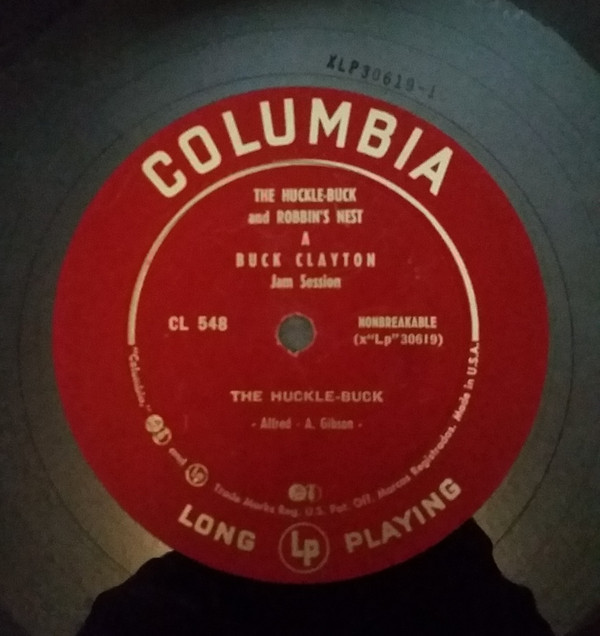 XLP30619-1
COLUMBIA
THE HUCKLE-BUCK
and ROBBIN'S NEST
A
BUCK CLAYTON
Jam Session
CL 548
NONBREAKABLE
(x"Lp"30619)
THE HUCKLE-BUCK
- Alfred - A. Gibson -
"Columbia," and Lp Trade Marks Reg. U.S. Pat. Off. Marcas Registradas. Made in U.S.A.
LONG Lp PLAYING